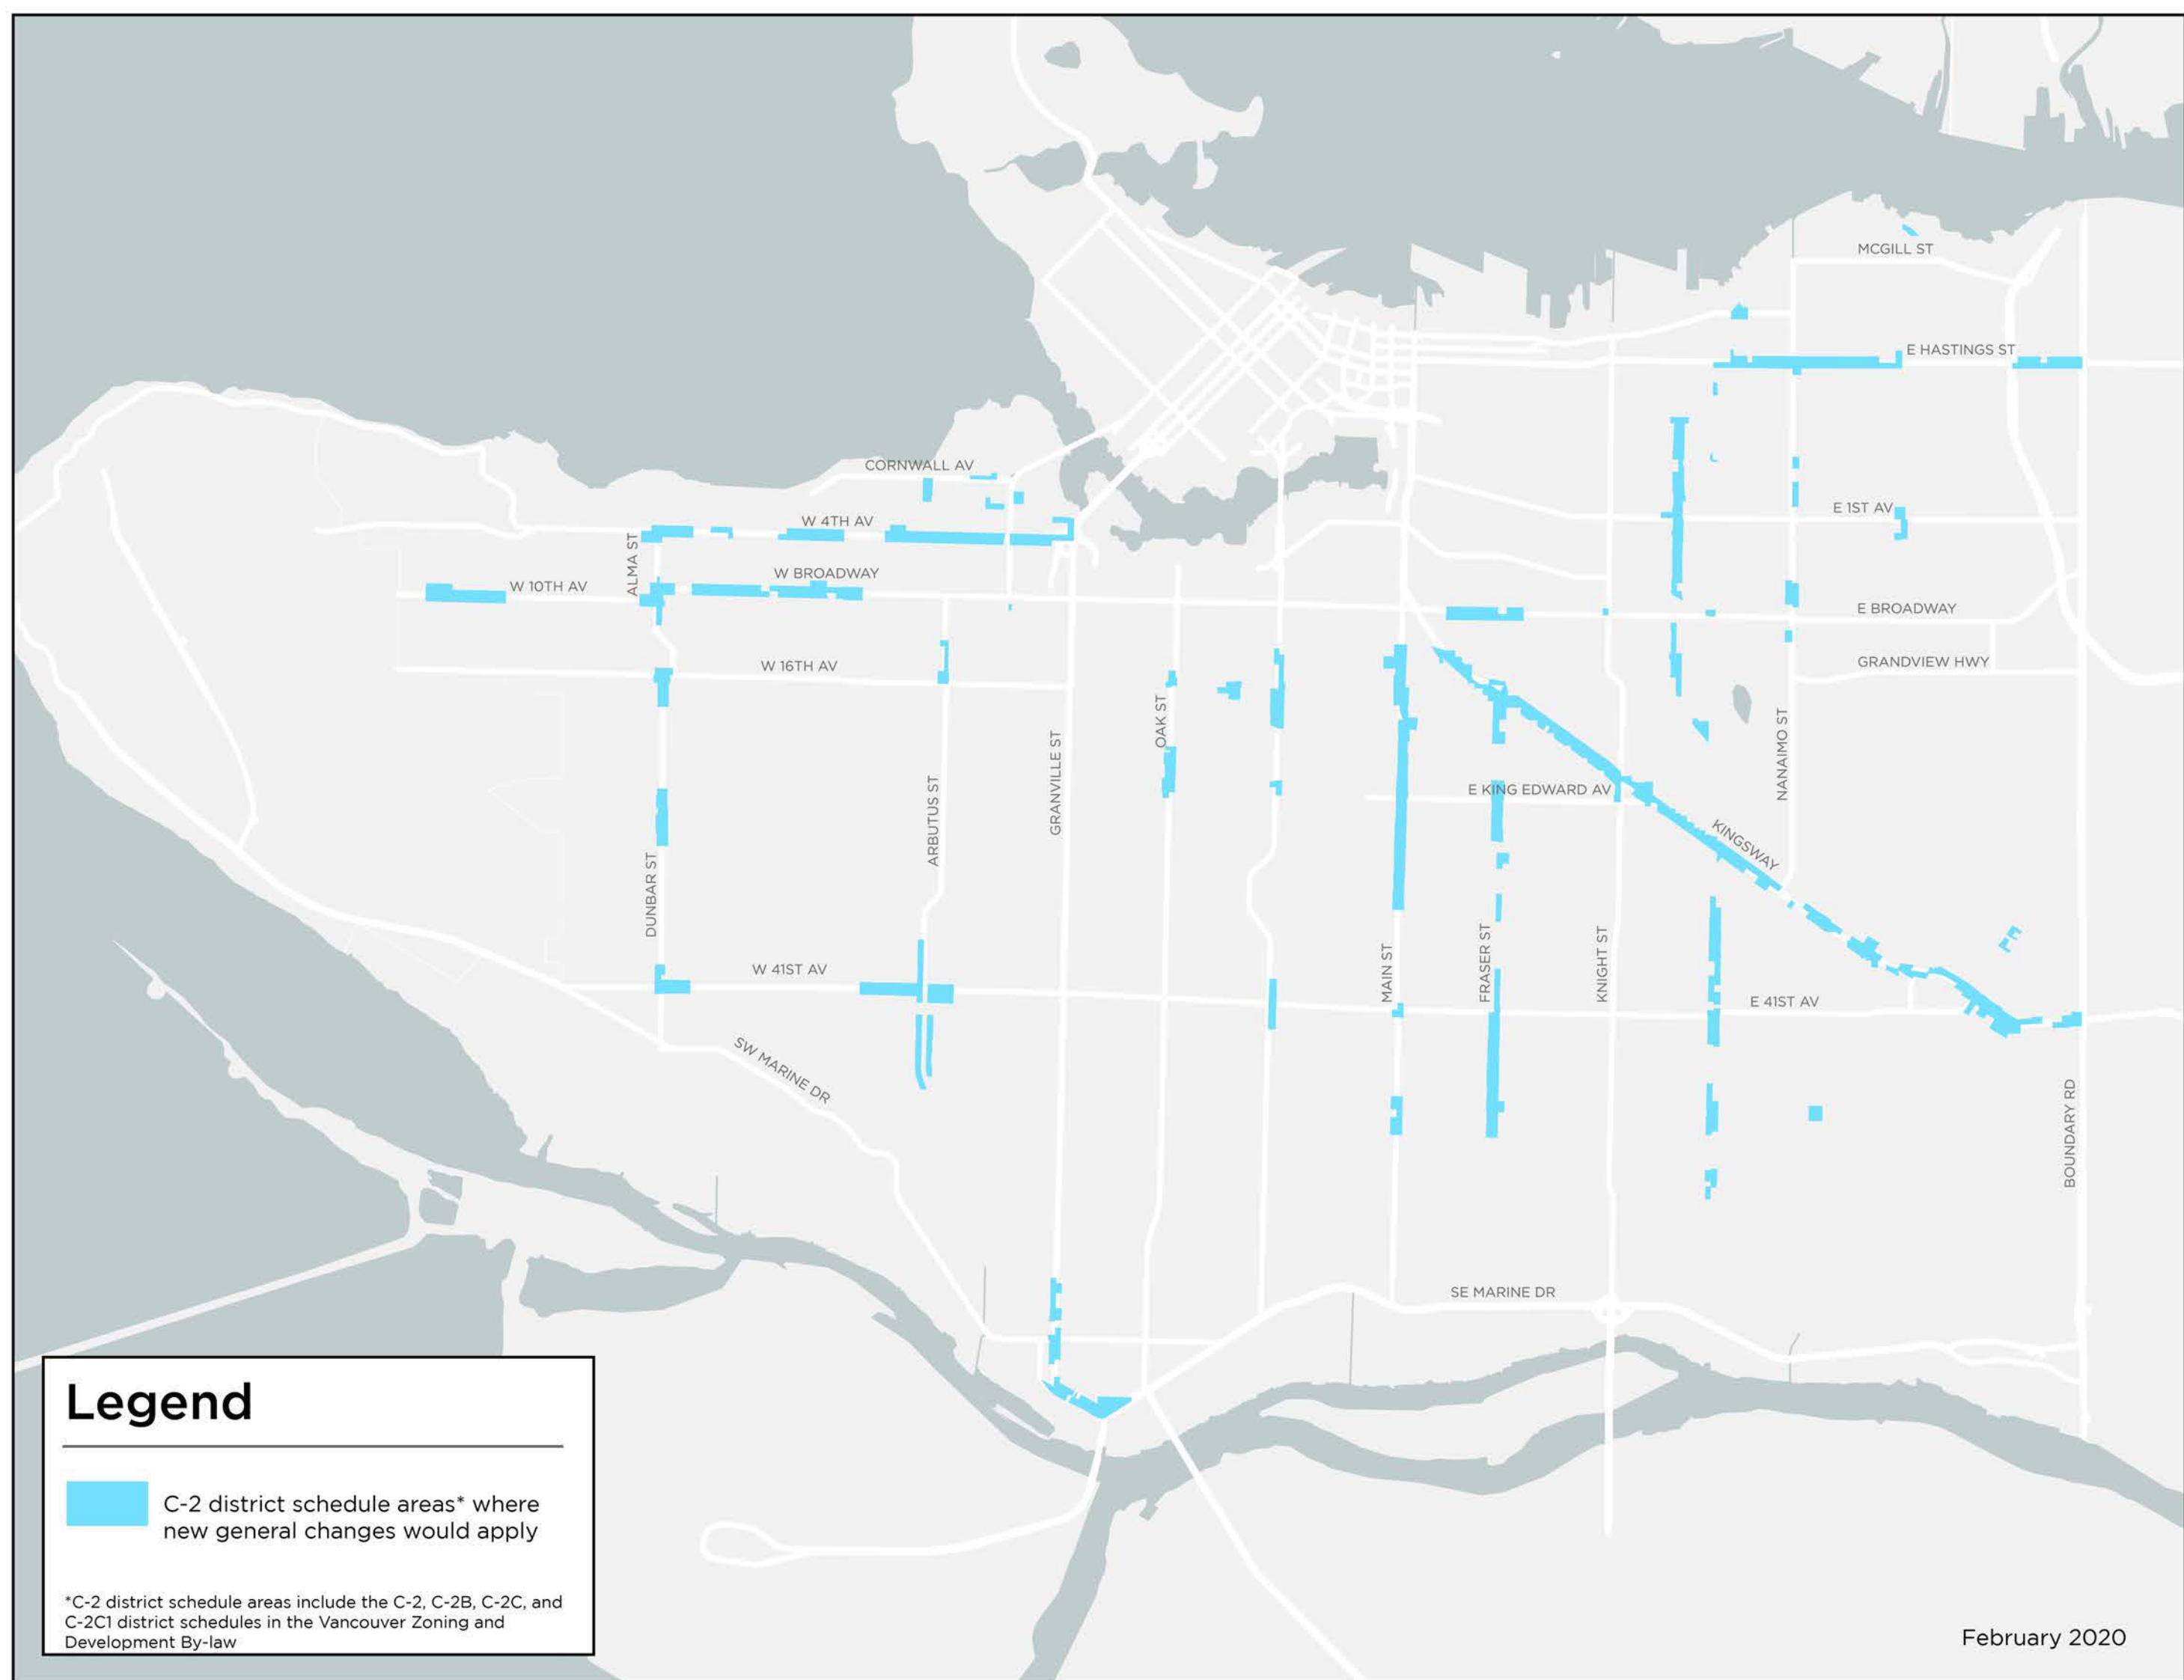 MCGILL ST
E HASTINGS ST
CORNWALL AV
E 1ST AV
W 4TH AV
ALMA ST
W BROADWAY
W 10TH AV
E BROADWAY
W 16TH AV
GRANDVIEW HWY
OAK ST
NANAIMO ST
GRANVILLE ST
ARBUTUS ST
E KING EDWARD AV
KINGSWAY
DUNBAR ST
MAIN ST
FRASER ST
KNIGHT ST
W 41ST AV
E 41ST AV
SW MARINE DR
BOUNDARY RD
SE MARINE DR
Legend
C-2 district schedule areas* where
new general changes would apply
*C-2 district schedule areas include the C-2, C-2B, C-2C, and
C-2C1 district schedules in the Vancouver Zoning and
Development By-law
February 2020